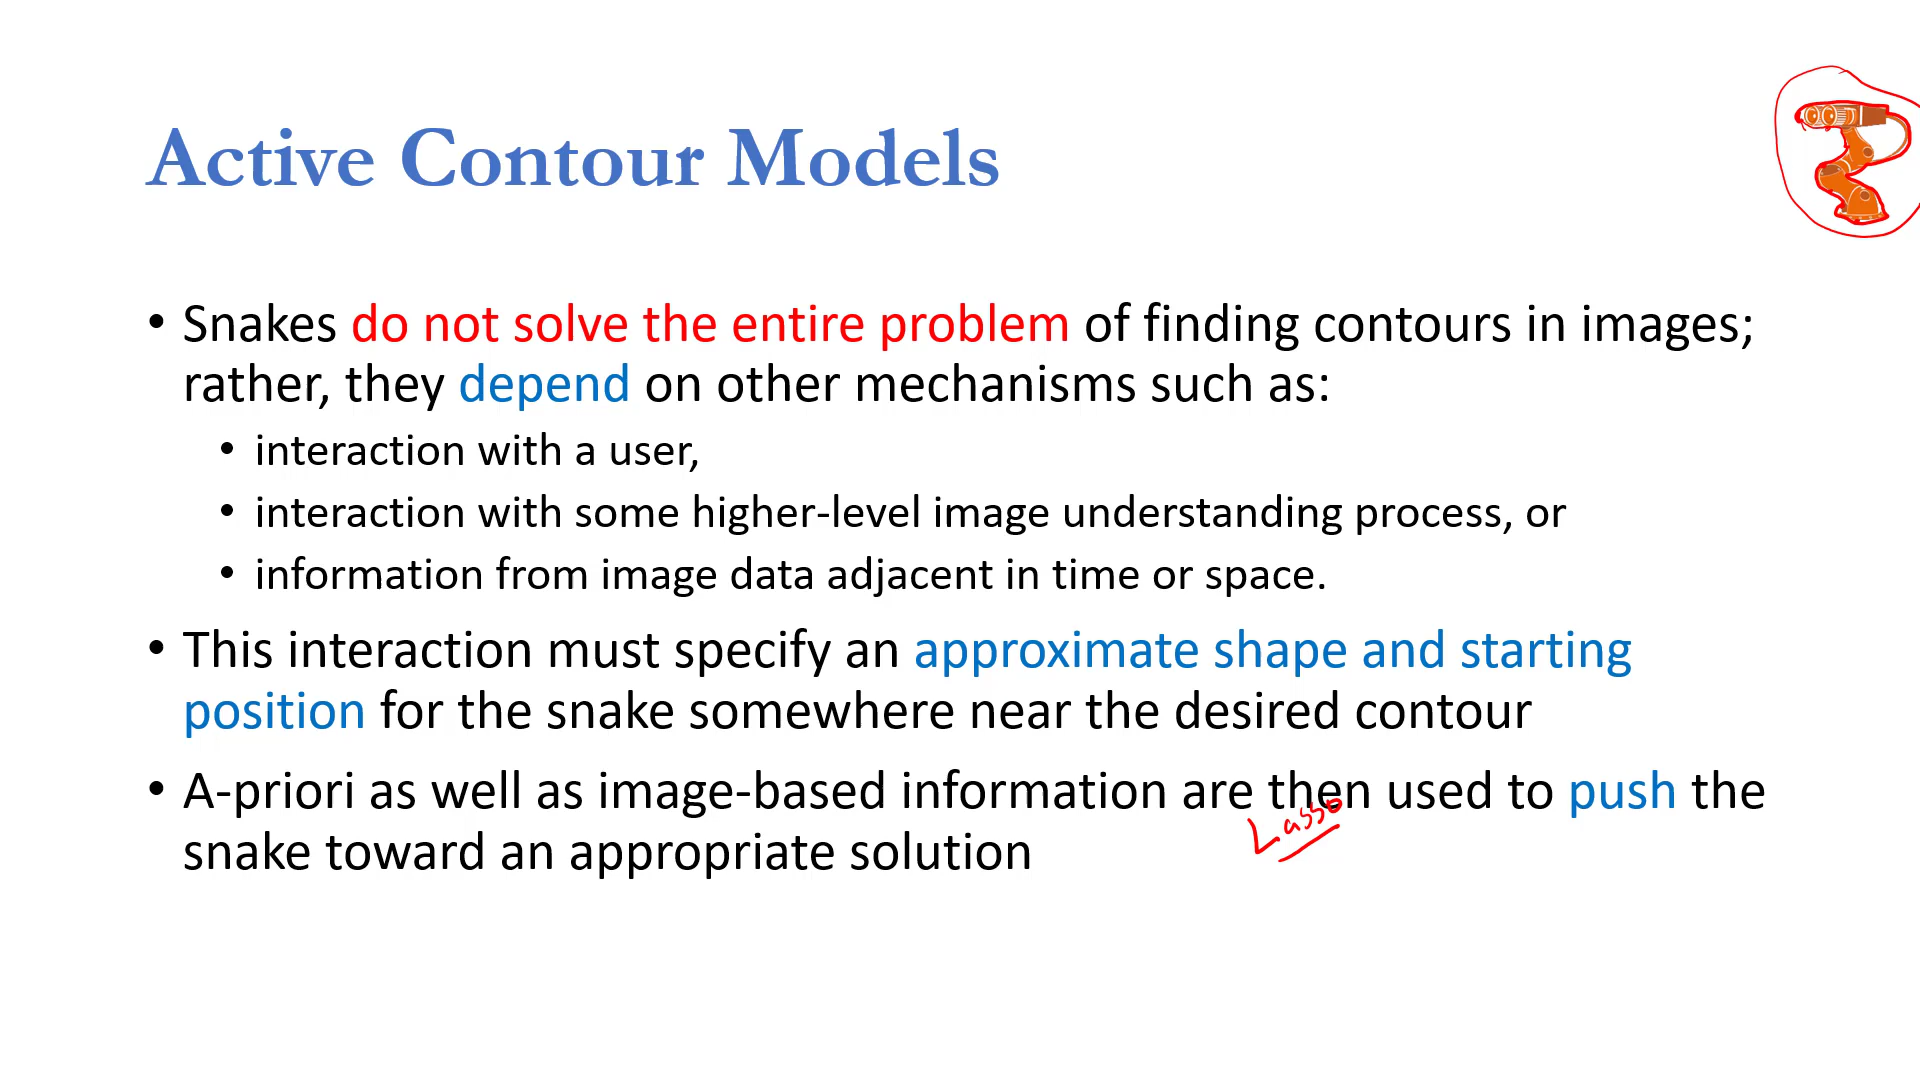 Active Contour Models
• Snakes do not solve the entire problem of finding contours in images;
rather, they depend on other mechanisms such as:
• interaction with a user,
• interaction with some higher-level image understanding process, or
• information from image data adjacent in time or space.
• This interaction must specify an approximate shape and starting
position for the snake somewhere near the desired contour
• A-priori as well as image-based information are then used to push the
snake toward an appropriate solution
Lasso